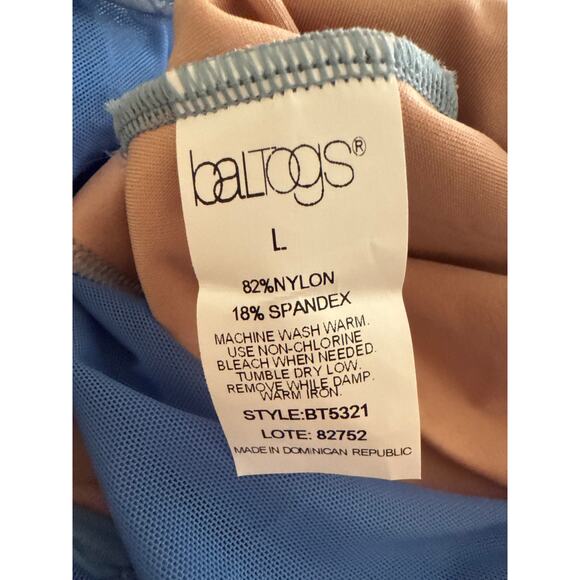 baLTOgs®
L
82%NYLON
18% SPANDEX
MACHINE WASH WARM.
USE NON-CHLORINE
BLEACH WHEN NEEDED.
TUMBLE DRY LOW.
REMOVE WHILE DAMP.
WARM IRON.
STYLE:BT5321
LOTE: 82752
MADE IN DOMINICAN REPUBLIC